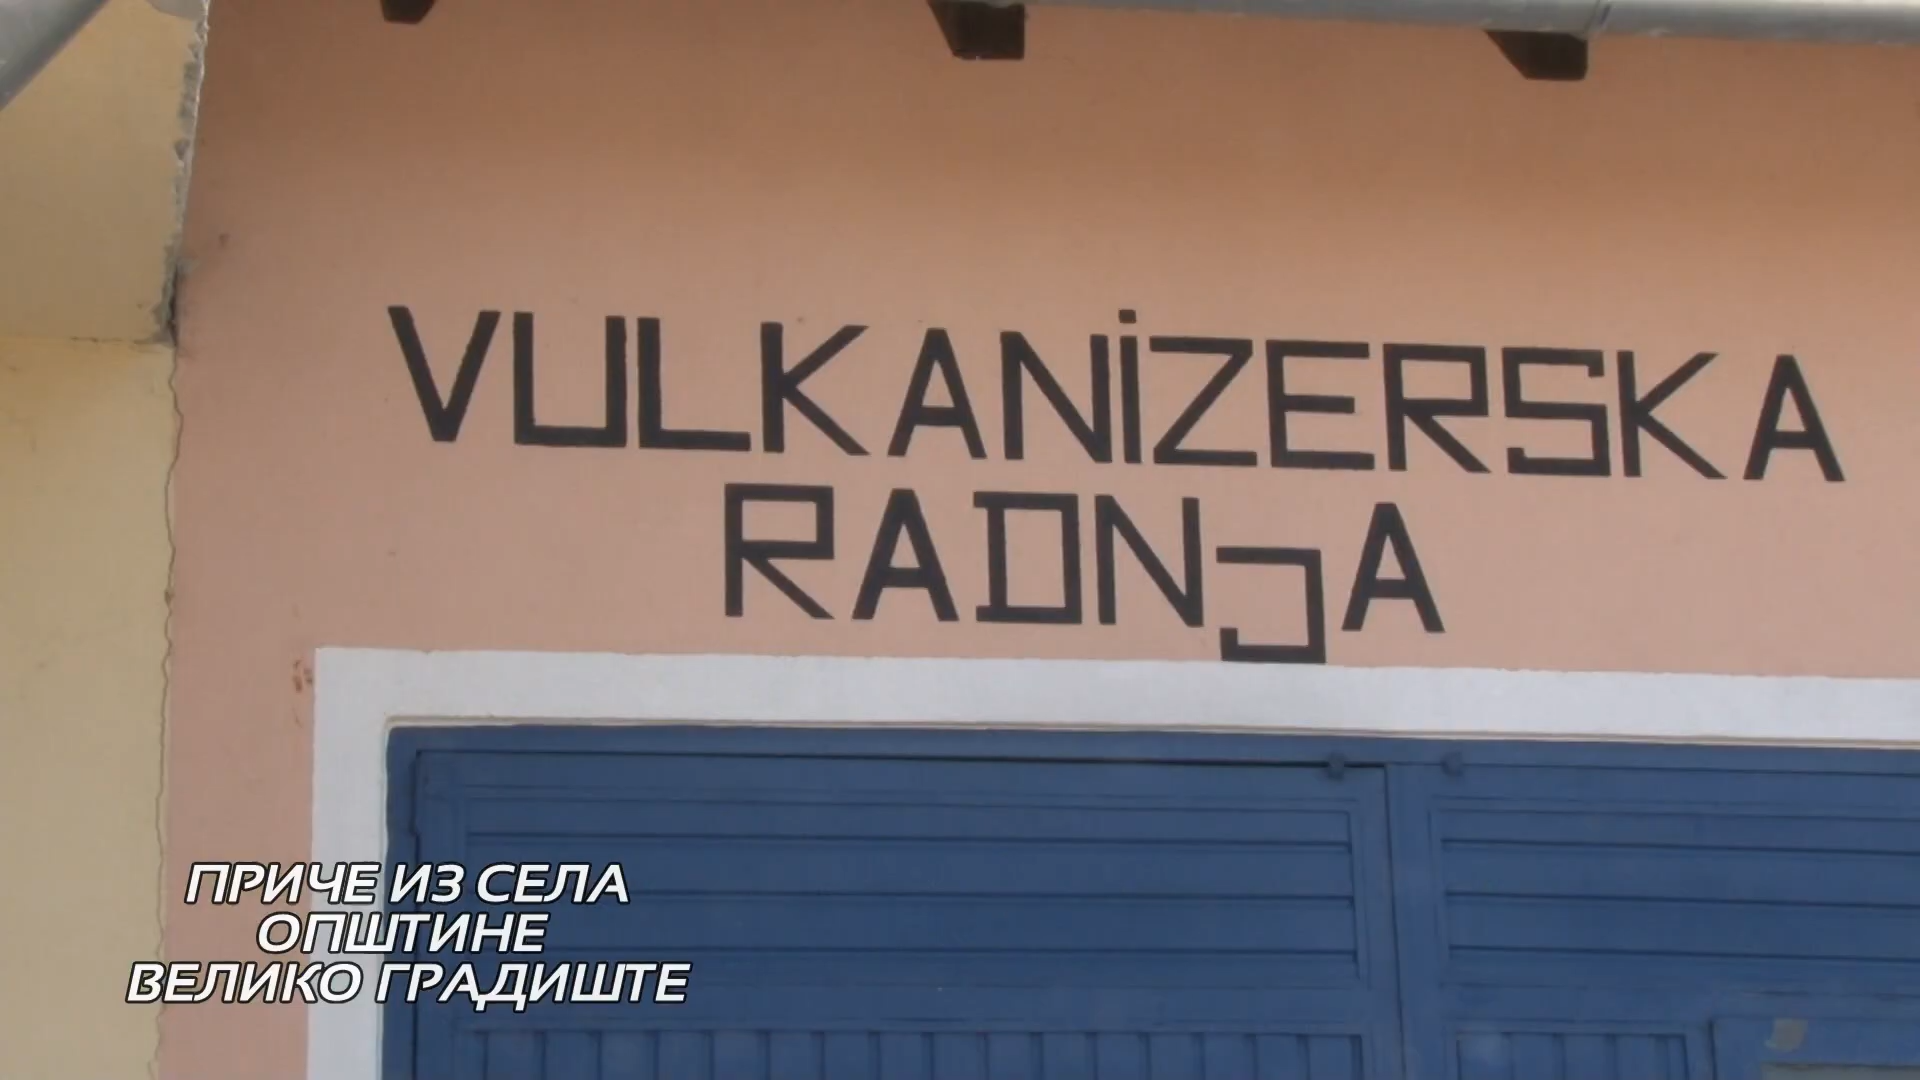 VULKANİZERSKA
RADNJA
ПРИЧЕ ИЗ СЕЛА
ОПШТИНЕ
ВЕЛИКО ГРАДИШТЕ